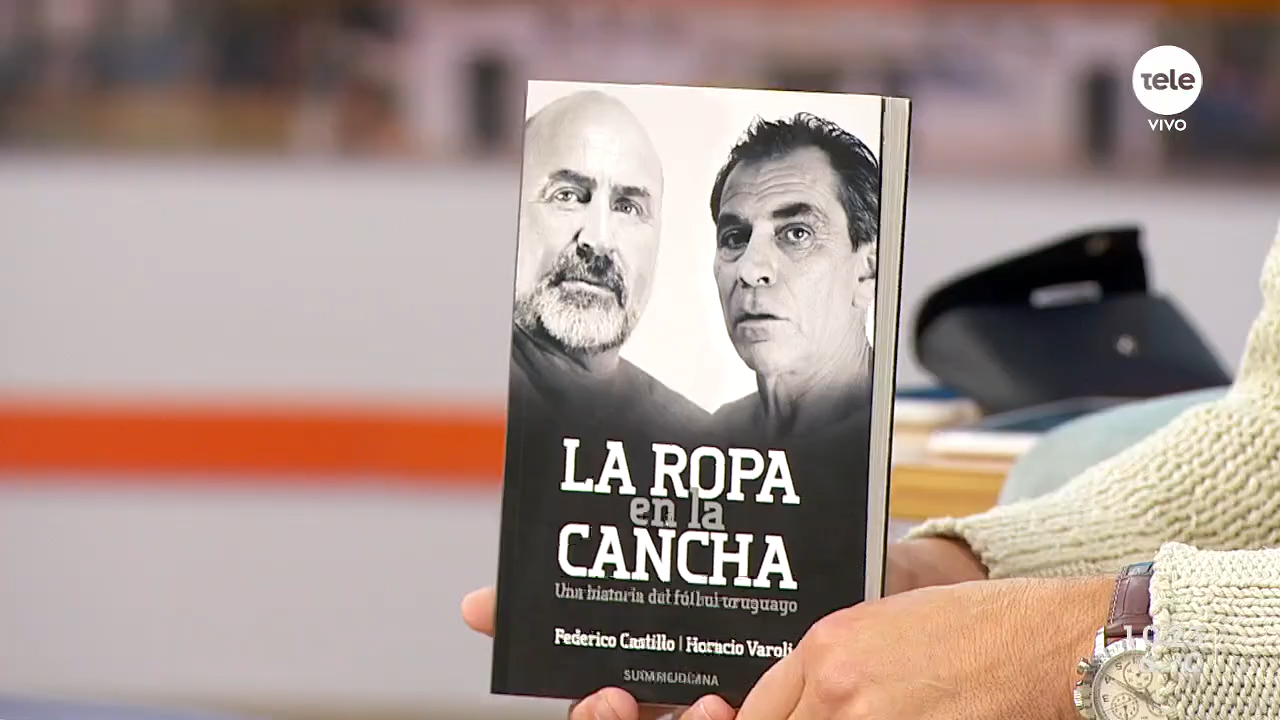 tele
VIVO
LA ROPA
en la
CANCHA
Una historia del fútbol uruguayo
Federico Castillo | Horacio Varoli
SUDAMERICANA